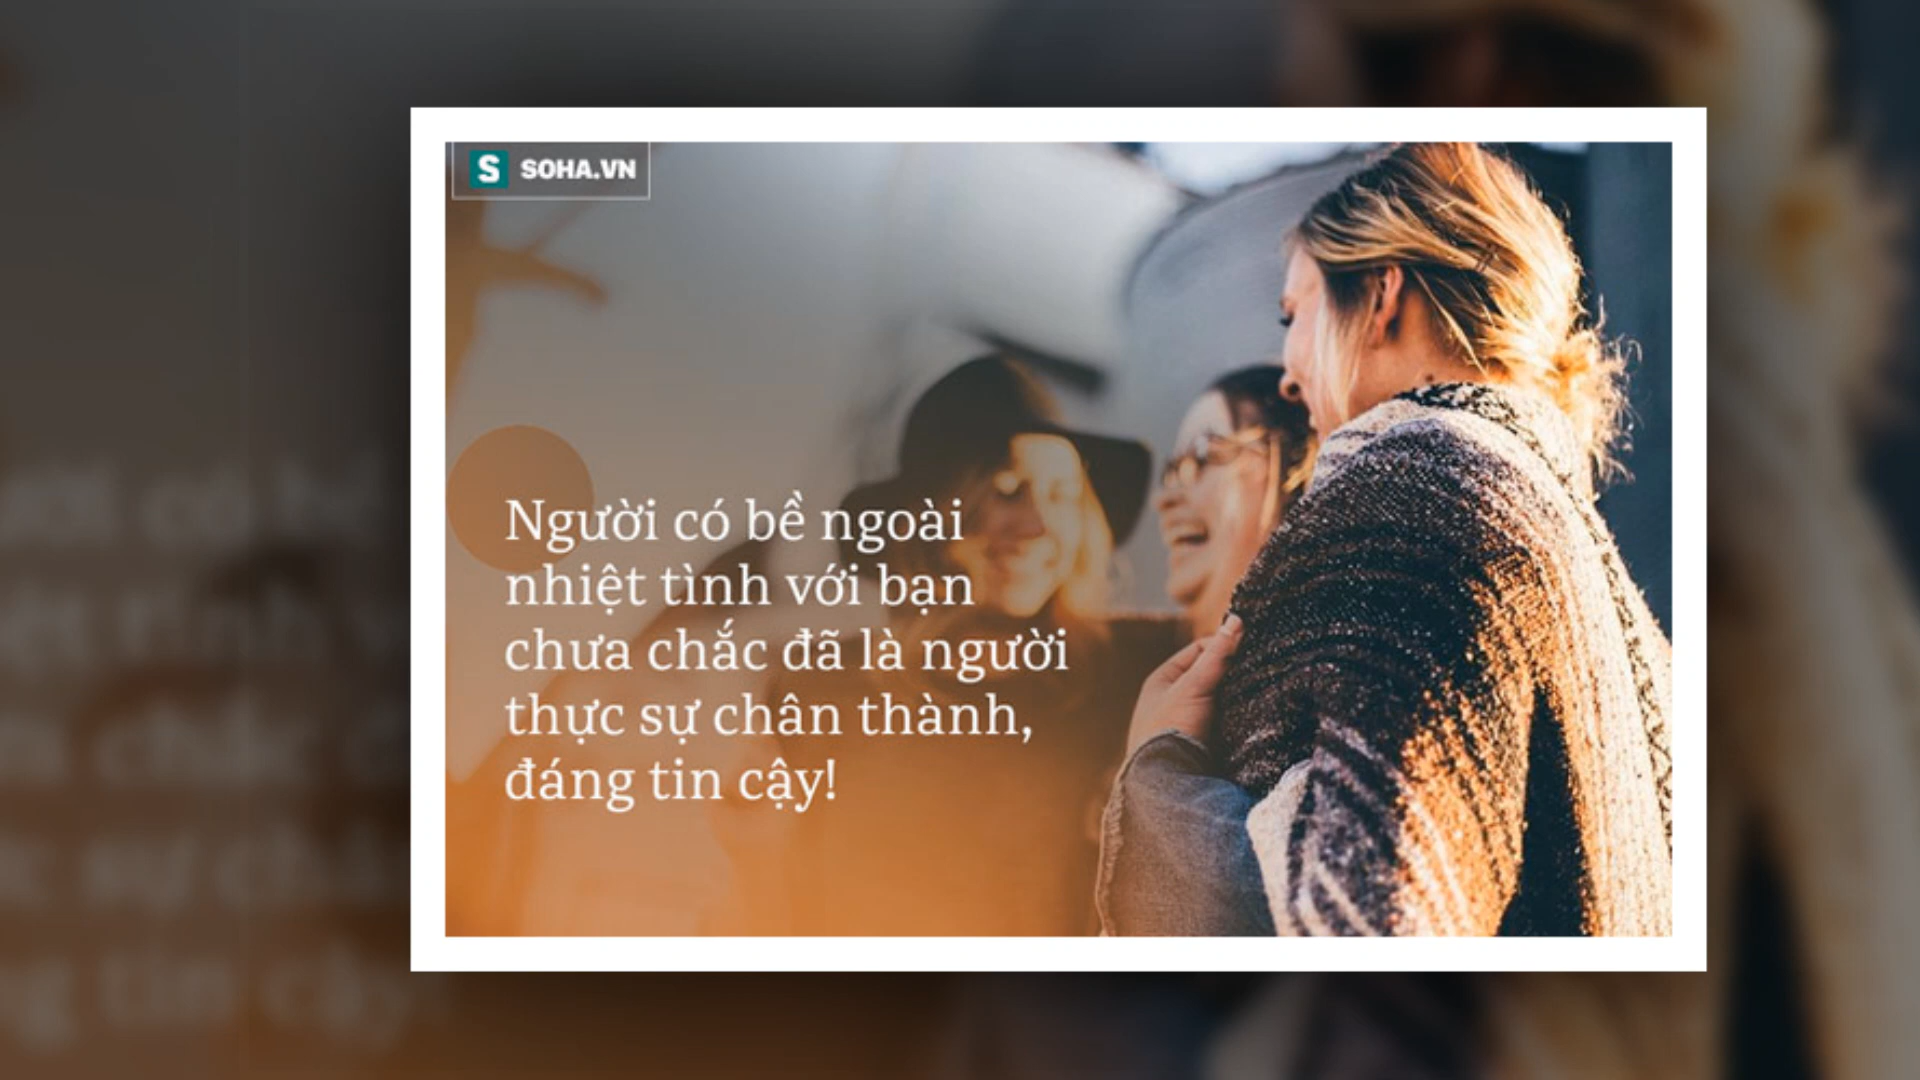 S SOHA.VN
Người có bề ngoài
nhiệt tình với bạn
chưa chắc đã là người
thực sự chân thành,
đáng tin cậy!